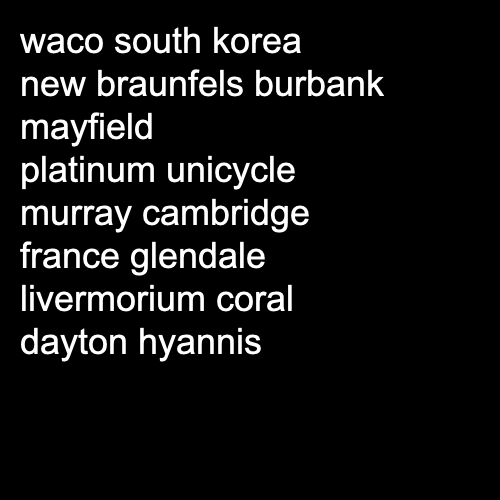 waco south korea
new braunfels burbank
mayfield
platinum unicycle
murray cambridge
france glendale
livermorium coral
dayton hyannis